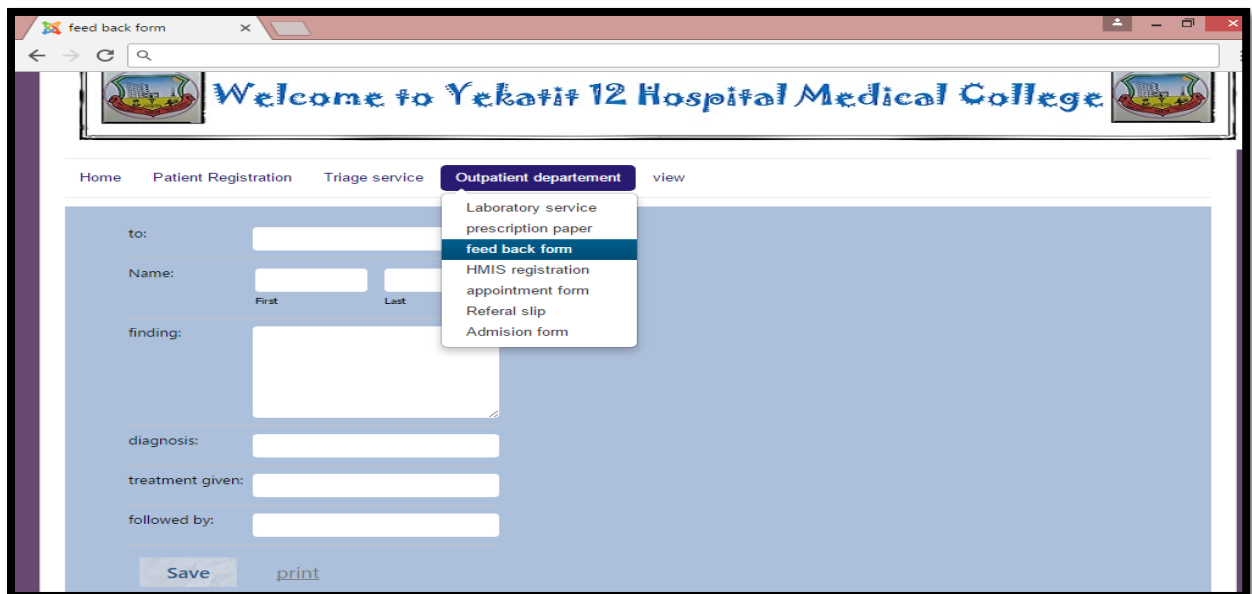 feed back form
Welcome to Yekatit 12 Hospital Medical College
Home Patient Registration Triage service Outpatient departement view
Laboratory service
prescription paper
feed back form
HMIS registration
appointment form
Referal slip
Admision form
to:
Name:
First Last
finding:
diagnosis:
treatment given:
followed by:
Save print